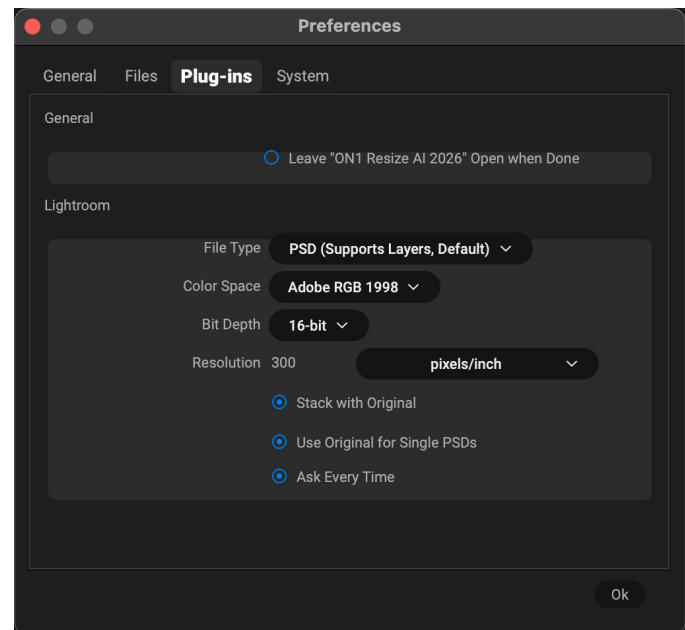 Preferences
General Files Plug-ins System
General
Leave "ON1 Resize AI 2026" Open when Done
Lightroom
File Type PSD (Supports Layers, Default)
Color Space Adobe RGB 1998
Bit Depth 16-bit
Resolution 300 pixels/inch
Stack with Original
Use Original for Single PSDs
Ask Every Time
Ok